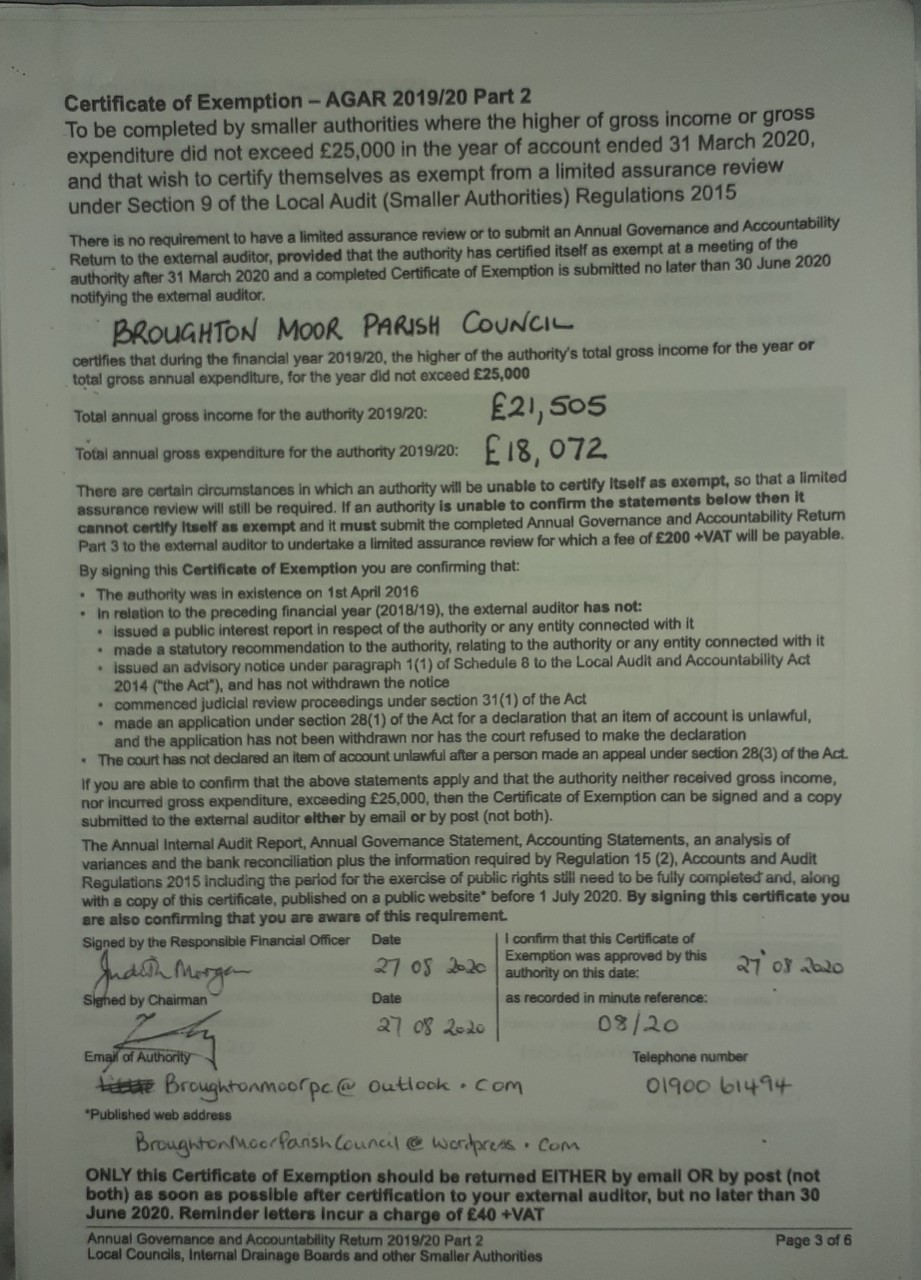 Certificate of Exemption – AGAR 2019/20 Part 2
To be completed by smaller authorities where the higher of gross income or gross
expenditure did not exceed £25,000 in the year of account ended 31 March 2020,
and that wish to certify themselves as exempt from a limited assurance review
under Section 9 of the Local Audit (Smaller Authorities) Regulations 2015
There is no requirement to have a limited assurance review or to submit an Annual Governance and Accountability
Return to the external auditor, provided that the authority has certified itself as exempt at a meeting of the
authority after 31 March 2020 and a completed Certificate of Exemption is submitted no later than 30 June 2020
notifying the external auditor.
BROUGHTON MOOR PARISH COUNCIL
certifies that during the financial year 2019/20, the higher of the authority's total gross income for the year or
total gross annual expenditure, for the year did not exceed £25,000
Total annual gross income for the authority 2019/20: £21,505
Total annual gross expenditure for the authority 2019/20: £18,072
There are certain circumstances in which an authority will be unable to certify itself as exempt, so that a limited
assurance review will still be required. If an authority is unable to confirm the statements below then it
cannot certify itself as exempt and it must submit the completed Annual Governance and Accountability Return
Part 3 to the external auditor to undertake a limited assurance review for which a fee of £200 +VAT will be payable.
By signing this Certificate of Exemption you are confirming that:
• The authority was in existence on 1st April 2016
• In relation to the preceding financial year (2018/19), the external auditor has not:
• issued a public interest report in respect of the authority or any entity connected with it
• made a statutory recommendation to the authority, relating to the authority or any entity connected with it
• issued an advisory notice under paragraph 1(1) of Schedule 8 to the Local Audit and Accountability Act
2014 ("the Act"), and has not withdrawn the notice
• commenced judicial review proceedings under section 31(1) of the Act
• made an application under section 28(1) of the Act for a declaration that an item of account is unlawful,
and the application has not been withdrawn nor has the court refused to make the declaration
• The court has not declared an item of account unlawful after a person made an appeal under section 28(3) of the Act.
If you are able to confirm that the above statements apply and that the authority neither received gross income,
nor incurred gross expenditure, exceeding £25,000, then the Certificate of Exemption can be signed and a copy
submitted to the external auditor either by email or by post (not both).
The Annual Internal Audit Report, Annual Governance Statement, Accounting Statements, an analysis of
variances and the bank reconciliation plus the information required by Regulation 15 (2), Accounts and Audit
Regulations 2015 including the period for the exercise of public rights still need to be fully completed and, along
with a copy of this certificate, published on a public website* before 1 July 2020. By signing this certificate you
are also confirming that you are aware of this requirement.
Signed by the Responsible Financial Officer Date I confirm that this Certificate of
Exemption was approved by this
authority on this date: 27 08 2020
Judith Morgan 27 08 2020
Signed by Chairman Date as recorded in minute reference:
27 08 2020 08/20
Email of Authority Telephone number
Broughtonmoorpc@outlook.com 01900 61494
*Published web address
BroughtonMoorParishCouncil@wordpress.com
ONLY this Certificate of Exemption should be returned EITHER by email OR by post (not
both) as soon as possible after certification to your external auditor, but no later than 30
June 2020. Reminder letters incur a charge of £40 +VAT
Annual Governance and Accountability Return 2019/20 Part 2 Page 3 of 6
Local Councils, Internal Drainage Boards and other Smaller Authorities